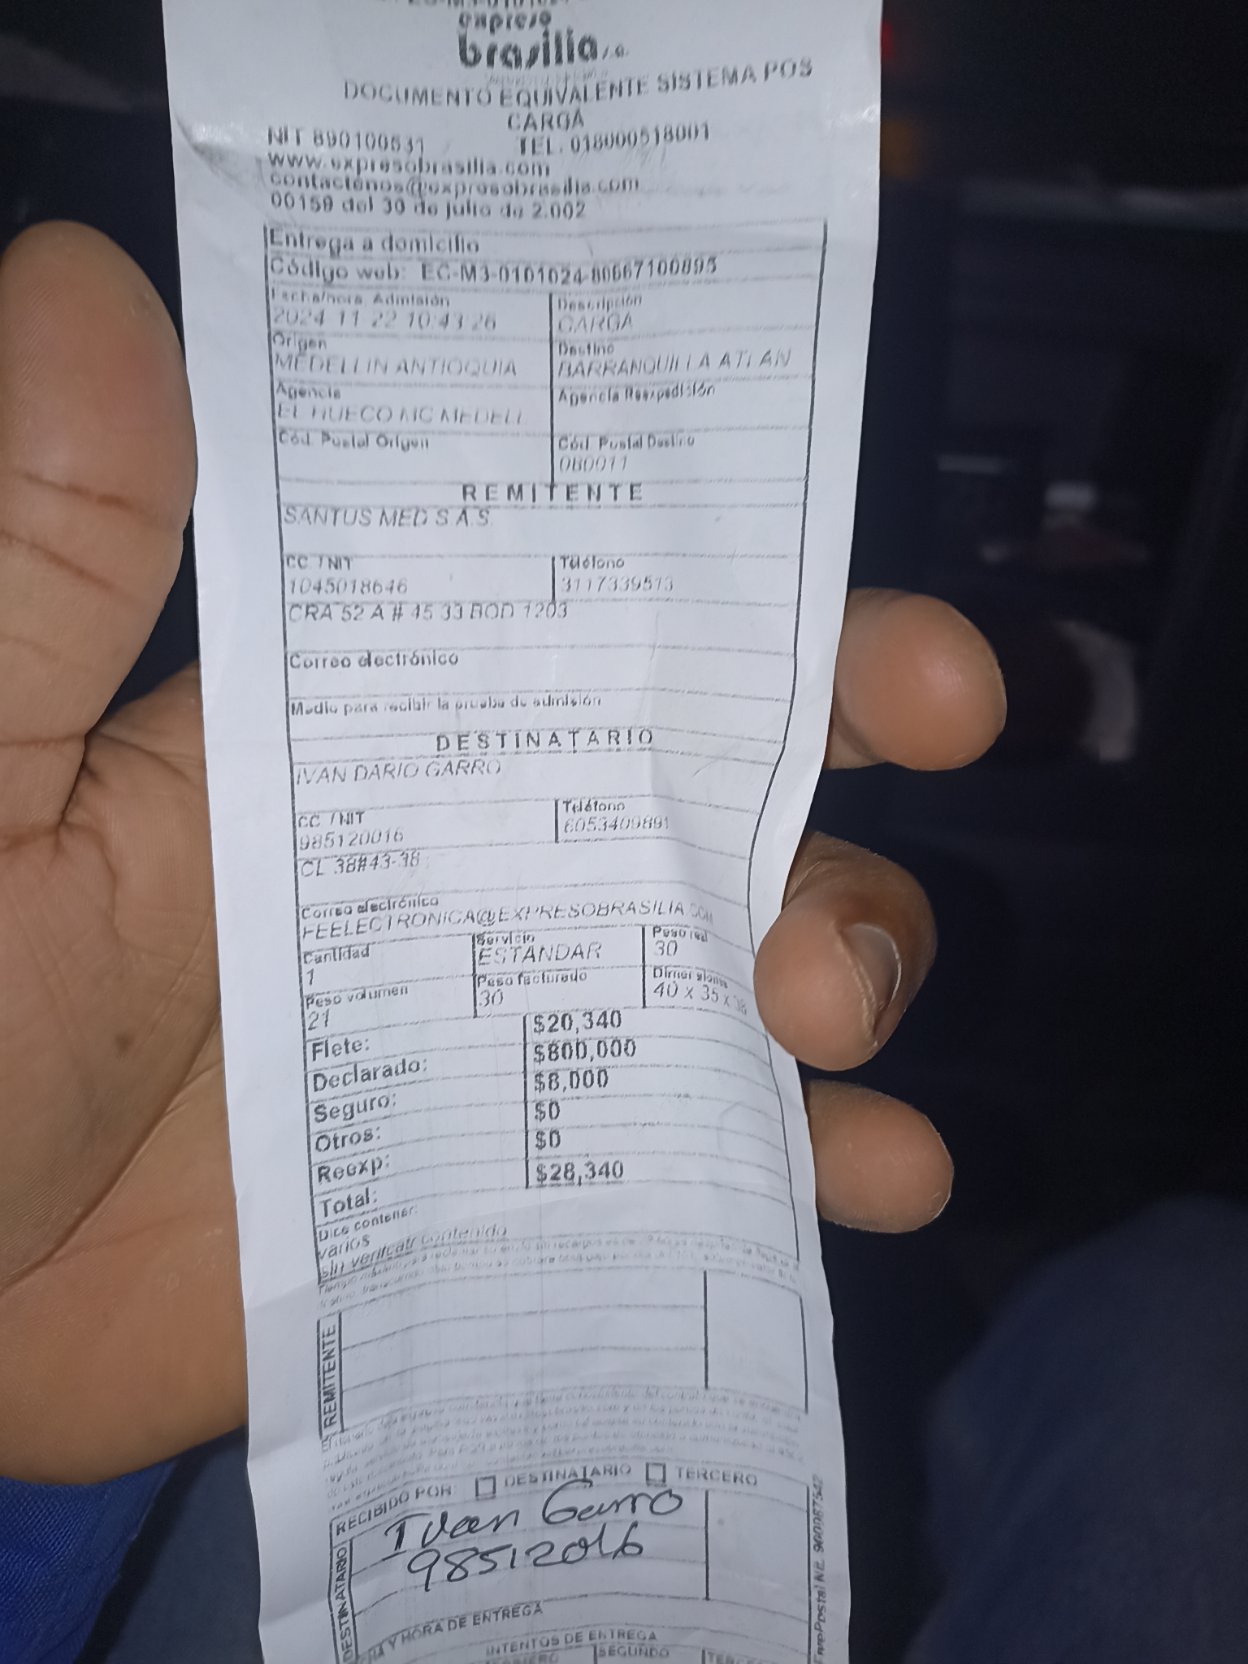 expreso
brasilia s.a.
DOCUMENTO EQUIVALENTE SISTEMA POS
CARGA
NIT 890100531 TEL. 018000518001
www.expresobrasilia.com
contactenos@expresobrasilia.com
00159 del 30 de julio de 2.002
Entrega a domicilio
Código web: EC-M3-0101024-80667100895
Fecha/hora Admisión Descripción
2024 11 22 10:43:26 CARGA
Origen Destino
MEDELLIN ANTIOQUIA BARRANQUILLA ATLAN
Agencia Agencia Reexpedición
EL HUECO MC MEDELL
Cód. Postal Origen Cód. Postal Destino
080011
REMITENTE
SANTUS MED S.A.S.
CC / NIT Teléfono
1045018646 3117339513
CRA 52 A # 45 33 BOD 1203
Correo electrónico
Medio para recibir la prueba de admisión
DESTINATARIO
IVAN DARIO GARRO
CC / NIT Teléfono
985120016 6053409891
CL 38#43-38
Correo electrónico
FEELECTRONICA@EXPRESOBRASILIA.COM
Cantidad Servicio Peso real
1 ESTANDAR 30
Peso volumen Peso facturado Dimensiones
21 30 40 x 35 x
Flete: $20,340
Declarado: $800,000
Seguro: $8,000
Otros: $0
Reexp: $0
Total: $28,340
Dice contener:
varios
sin verificatr Contenido
REMITENTE
RECIBIDO POR: DESTINATARIO TERCERO
DESTINATARIO
Ivan Garro
98512016
Y HORA DE ENTREGA
INTENTOS DE ENTREGA
SEGUNDO